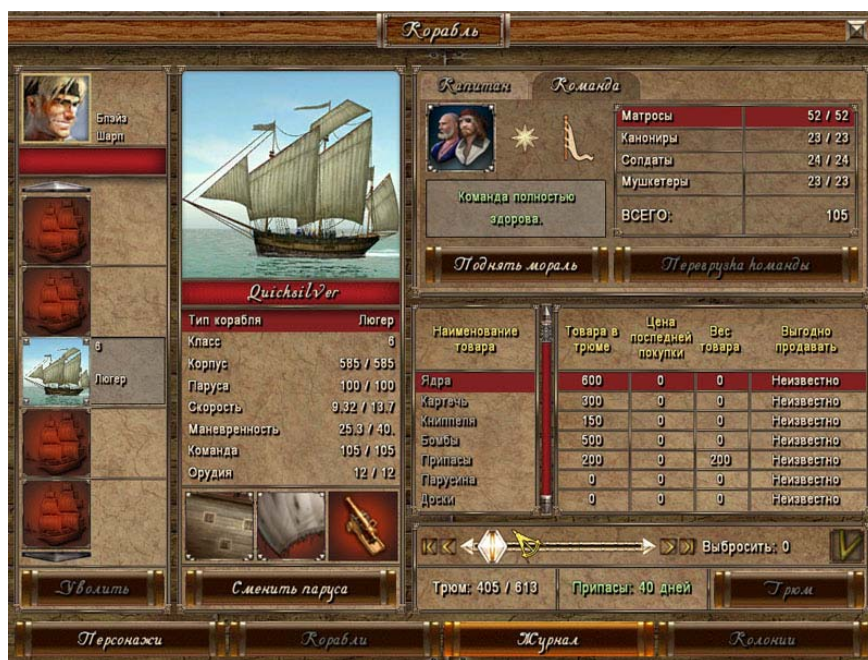 Корабль
Блэйз
Шарп
6
Люгер
Quicksilver
Тип корабля Люгер
Класс 6
Корпус 585 / 585
Паруса 100 / 100
Скорость 9.32 / 13.7
Маневренность 25.3 / 40.
Команда 105 / 105
Орудия 12 / 12
Капитан Команда
Матросы 52 / 52
Канониры 23 / 23
Солдаты 24 / 24
Мушкетеры 23 / 23
ВСЕГО: 105
Команда полностью
здорова.
Поднять мораль Перегрузка команды
Наименование товара Товара в трюме Цена последней покупки Вес товара Выгодно продавать
Ядра 600 0 0 Неизвестно
Картечь 300 0 0 Неизвестно
Книппеля 150 0 0 Неизвестно
Бомбы 500 0 0 Неизвестно
Припасы 200 0 200 Неизвестно
Парусина 0 0 0 Неизвестно
Доски 0 0 0 Неизвестно
Выбросить: 0
Трюм: 405 / 613 Припасы: 40 дней Трюм
Уволить Сменить паруса
Персонажи Корабли Журнал Колонии